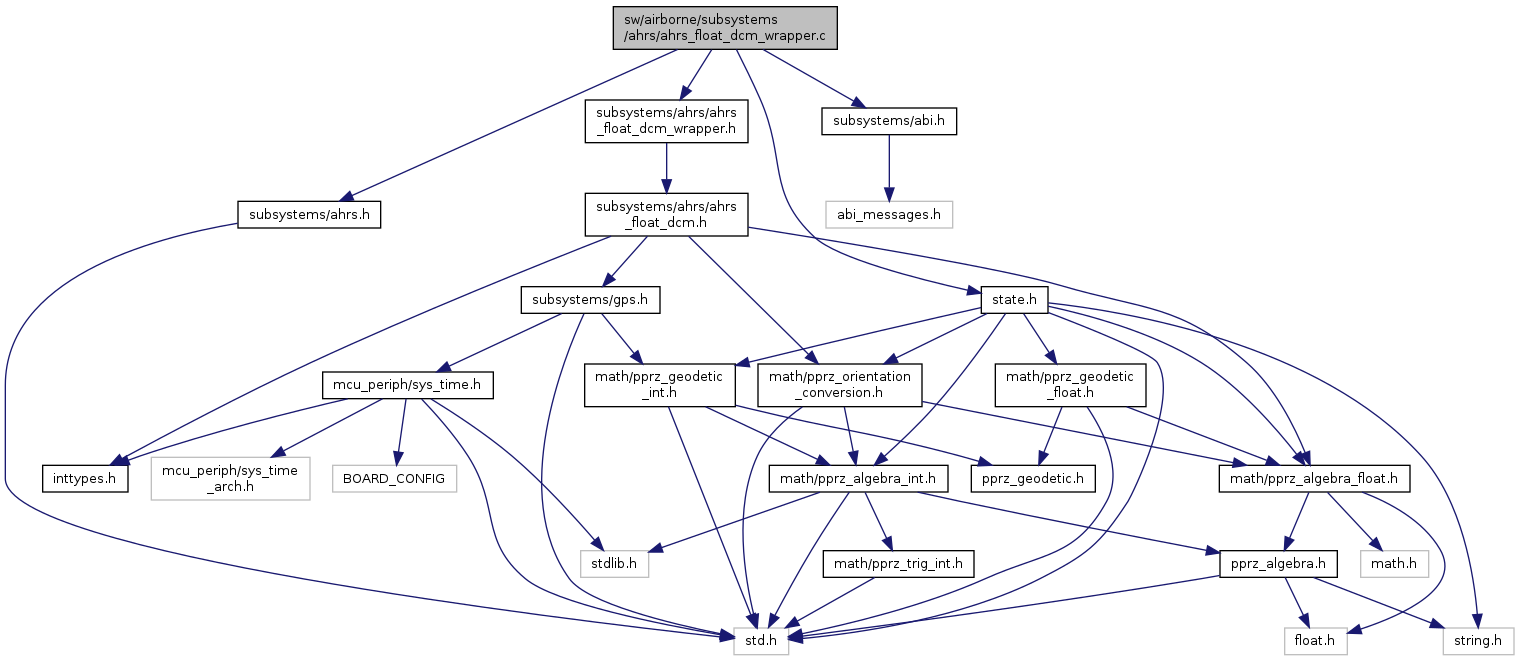 sw/airborne/subsystems
/ahrs/ahrs_float_dcm_wrapper.c
subsystems/ahrs/ahrs
_float_dcm_wrapper.h
subsystems/abi.h
subsystems/ahrs.h
subsystems/ahrs/ahrs
_float_dcm.h
abi_messages.h
subsystems/gps.h
state.h
mcu_periph/sys_time.h
math/pprz_geodetic
_int.h
math/pprz_orientation
_conversion.h
math/pprz_geodetic
_float.h
inttypes.h
mcu_periph/sys_time
_arch.h
BOARD_CONFIG
math/pprz_algebra_int.h
pprz_geodetic.h
math/pprz_algebra_float.h
stdlib.h
math/pprz_trig_int.h
pprz_algebra.h
math.h
std.h
float.h
string.h